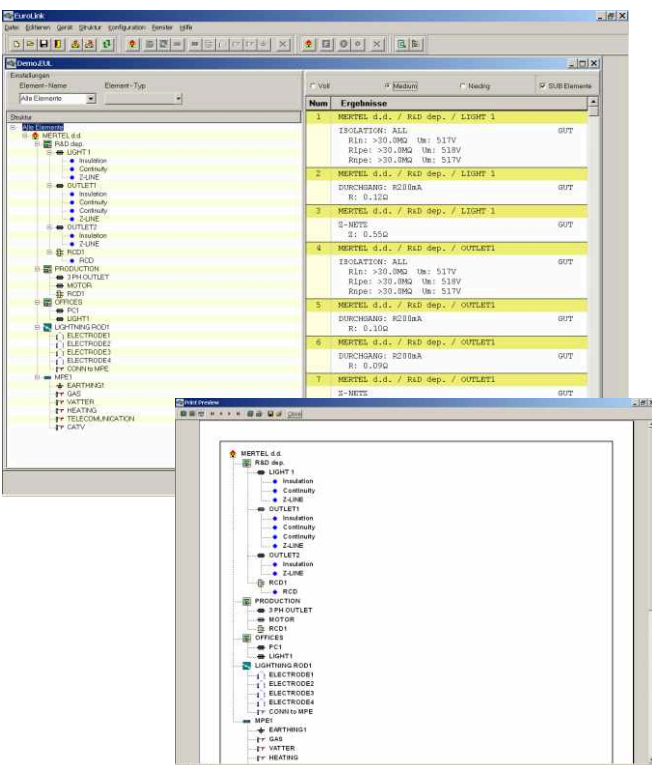 EuroLink
Datei Editieren Gerät Struktur Konfiguration Fenster Hilfe
Demo.EUL
Einstellungen
Element-Name Element-Typ
Alle Elemente
Voll Medium Niedrig SUB Elemente
Struktur
Alle Elemente
MERTEL d.d.
R&D dep.
LIGHT 1
Insulation
Continuity
Z-LINE
OUTLET1
Insulation
Continuity
Continuity
Z-LINE
OUTLET2
Insulation
Z-LINE
RCD1
RCD
PRODUCTION
3 PH OUTLET
MOTOR
RCD1
OFFICES
PC1
LIGHT1
LIGHTNING ROD1
ELECTRODE1
ELECTRODE2
ELECTRODE3
ELECTRODE4
CONN to MPE
MPE1
EARTHING1
GAS
VATTER
HEATING
TELECOMUNICATION
CATV
Num Ergebnisse
1 MERTEL d.d. / R&D dep. / LIGHT 1
ISOLATION: ALL GUT
Rln: >30.0MΩ Um: 517V
Rlpe: >30.0MΩ Um: 518V
Rnpe: >30.0MΩ Um: 517V
2 MERTEL d.d. / R&D dep. / LIGHT 1
DURCHGANG: R200mA GUT
R: 0.12Ω
3 MERTEL d.d. / R&D dep. / LIGHT 1
Z-NETZ GUT
Z: 0.55Ω
4 MERTEL d.d. / R&D dep. / OUTLET1
ISOLATION: ALL GUT
Rln: >30.0MΩ Um: 517V
Rlpe: >30.0MΩ Um: 518V
Rnpe: >30.0MΩ Um: 517V
5 MERTEL d.d. / R&D dep. / OUTLET1
DURCHGANG: R200mA GUT
R: 0.10Ω
6 MERTEL d.d. / R&D dep. / OUTLET1
DURCHGANG: R200mA GUT
R: 0.09Ω
7 MERTEL d.d. / R&D dep. / OUTLET1
Z-NETZ GUT
Print Preview
Close
MERTEL d.d.
R&D dep.
LIGHT 1
Insulation
Continuity
Z-LINE
OUTLET1
Insulation
Continuity
Continuity
Z-LINE
OUTLET2
Insulation
Z-LINE
RCD1
RCD
PRODUCTION
3 PH OUTLET
MOTOR
RCD1
OFFICES
PC1
LIGHT1
LIGHTNING ROD1
ELECTRODE1
ELECTRODE2
ELECTRODE3
ELECTRODE4
CONN to MPE
MPE1
EARTHING1
GAS
VATTER
HEATING